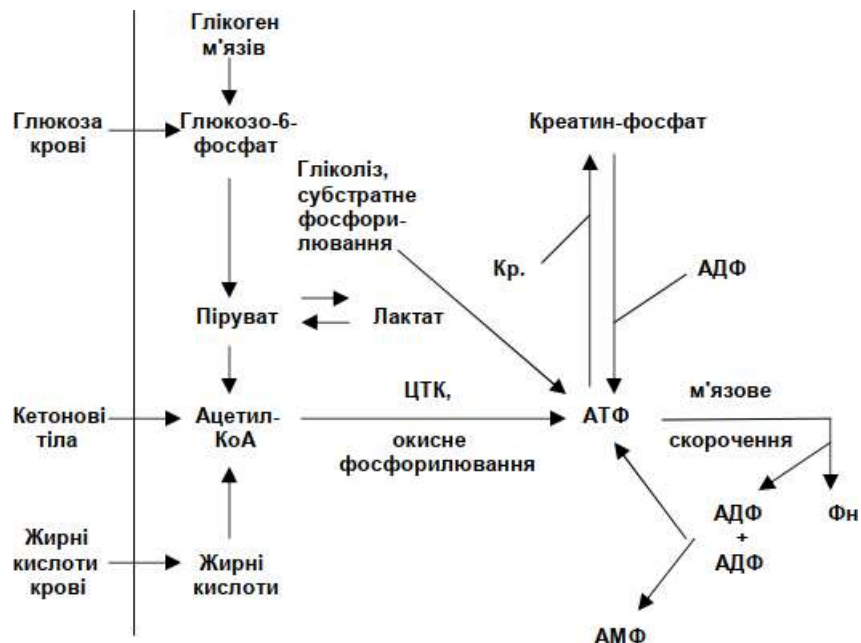 Глікоген
м'язів
Глюкоза
крові
Глюкозо-6-
фосфат
Креатин-фосфат
Гліколіз,
субстратне
фосфори-
лювання
Кр.
АДФ
Піруват
Лактат
Кетонові
тіла
Ацетил-
КоА
ЦТК,
окисне
фосфорилювання
АТФ
м'язове
скорочення
АДФ
+
АДФ
Фн
Жирні
кислоти
крові
Жирні
кислоти
АМФ